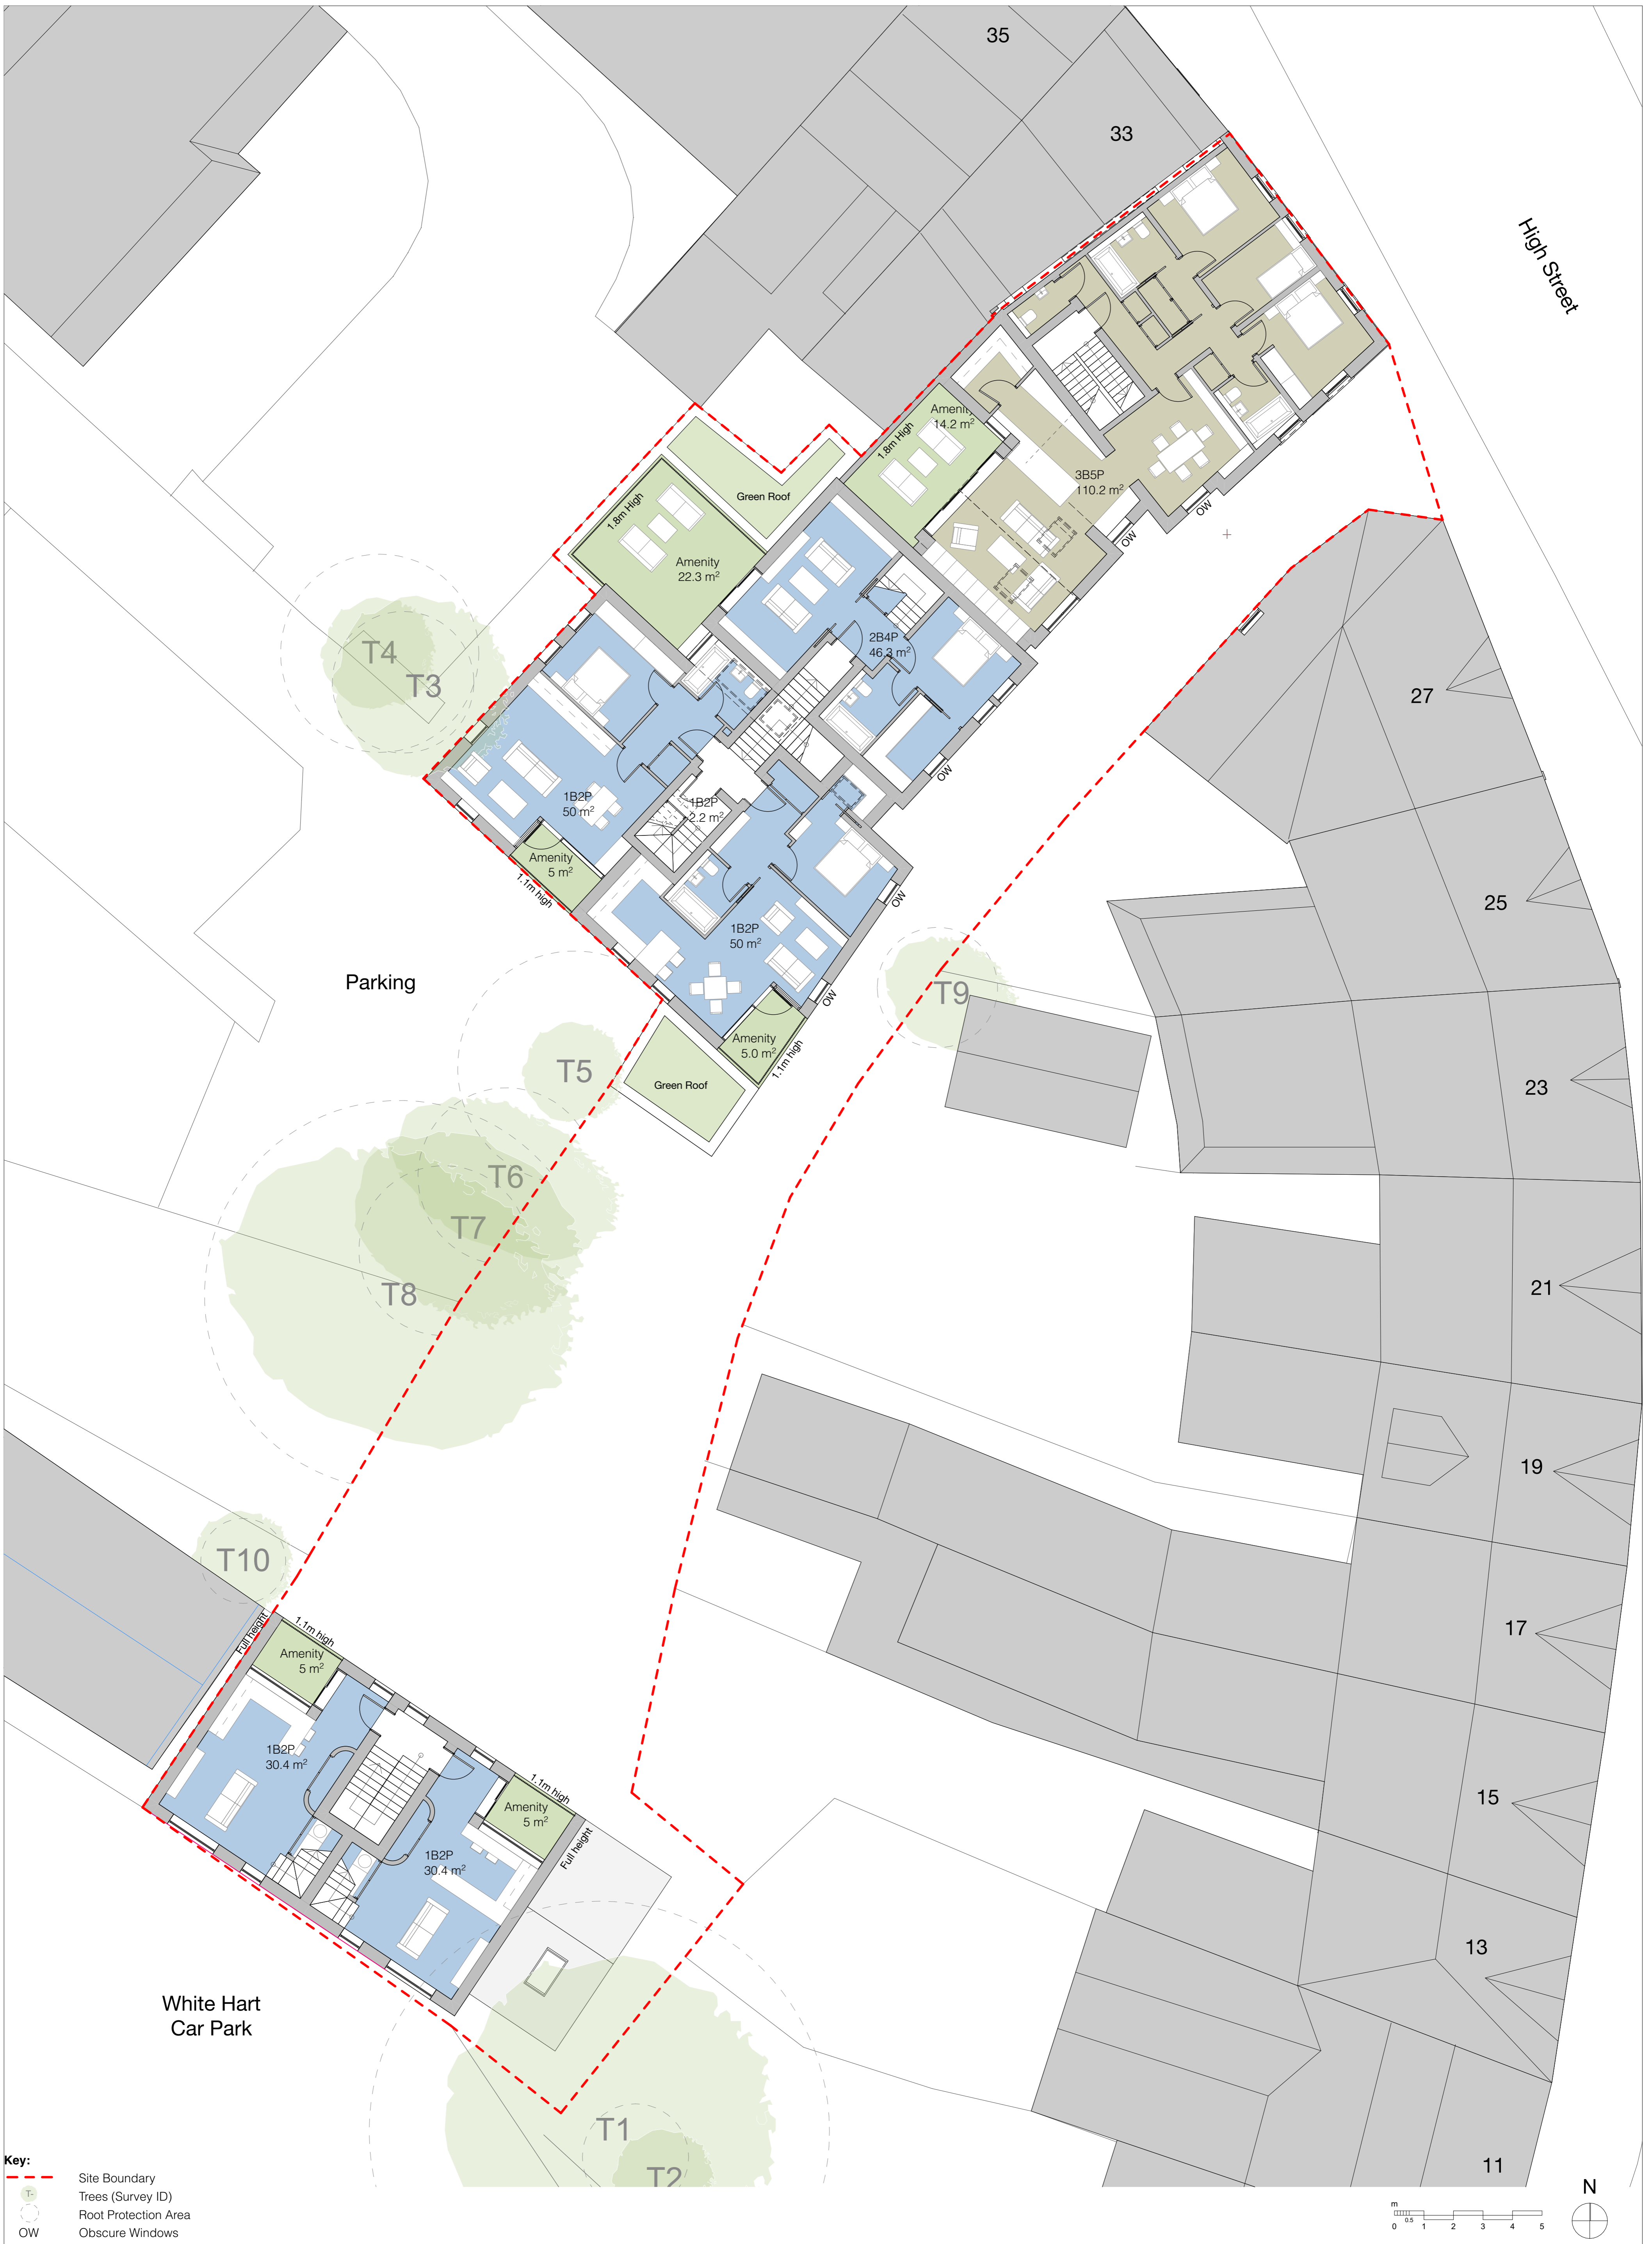 35
33
High Street
Amenity
14.2 m²
1.8m High
3B5P
110.2 m²
OW
OW
Green Roof
1.8m High
Amenity
22.3 m²
2B4P
46.3 m²
T4
T3
27
OW
1B2P
50 m²
1B2P
2.2 m²
Amenity
5 m²
1.1m high
OW
25
1B2P
50 m²
Parking
OW
T9
Amenity
5.0 m²
1.1m high
T5
Green Roof
23
T6
T7
T8
21
19
T10
17
Full height
1.1m high
Amenity
5 m²
1B2P
30.4 m²
1.1m high
Amenity
5 m²
15
Full height
1B2P
30.4 m²
13
White Hart
Car Park
T1
T2
11
Key:
Site Boundary
T-
Trees (Survey ID)
Root Protection Area
OW
Obscure Windows
N
m
0 0.5 1 2 3 4 5